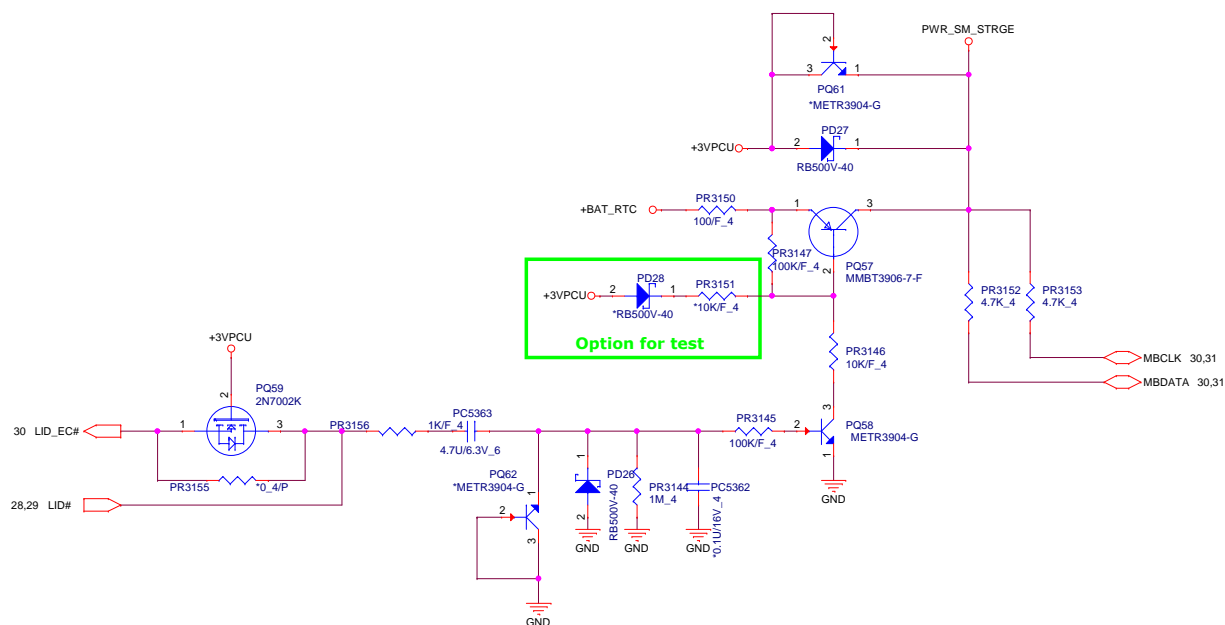 PWR_SM_STRGE
2
3
1
PQ61
*METR3904-G
PD27
+3VPCU
2
1
RB500V-40
PR3150
+BAT_RTC
1
3
100/F_4
PR3147
100K/F_4
2
PQ57
MMBT3906-7-F
PD28
PR3151
+3VPCU
2
1
*RB500V-40
*10K/F_4
Option for test
PR3152
4.7K_4
PR3153
4.7K_4
PR3146
10K/F_4
MBCLK 30,31
MBDATA 30,31
+3VPCU
PQ59
2N7002K
2
30 LID_EC#
1
3
PR3156
1K/F_4
PC5363
4.7U/6.3V_6
PR3145
100K/F_4
2
3
PQ58
METR3904-G
1
GND
PR3155
*0_4/P
28,29 LID#
PQ62
*METR3904-G
1
2
3
GND
1
PD26
2
RB500V-40
GND
PR3144
1M_4
GND
PC5362
*0.1U/16V_4
GND